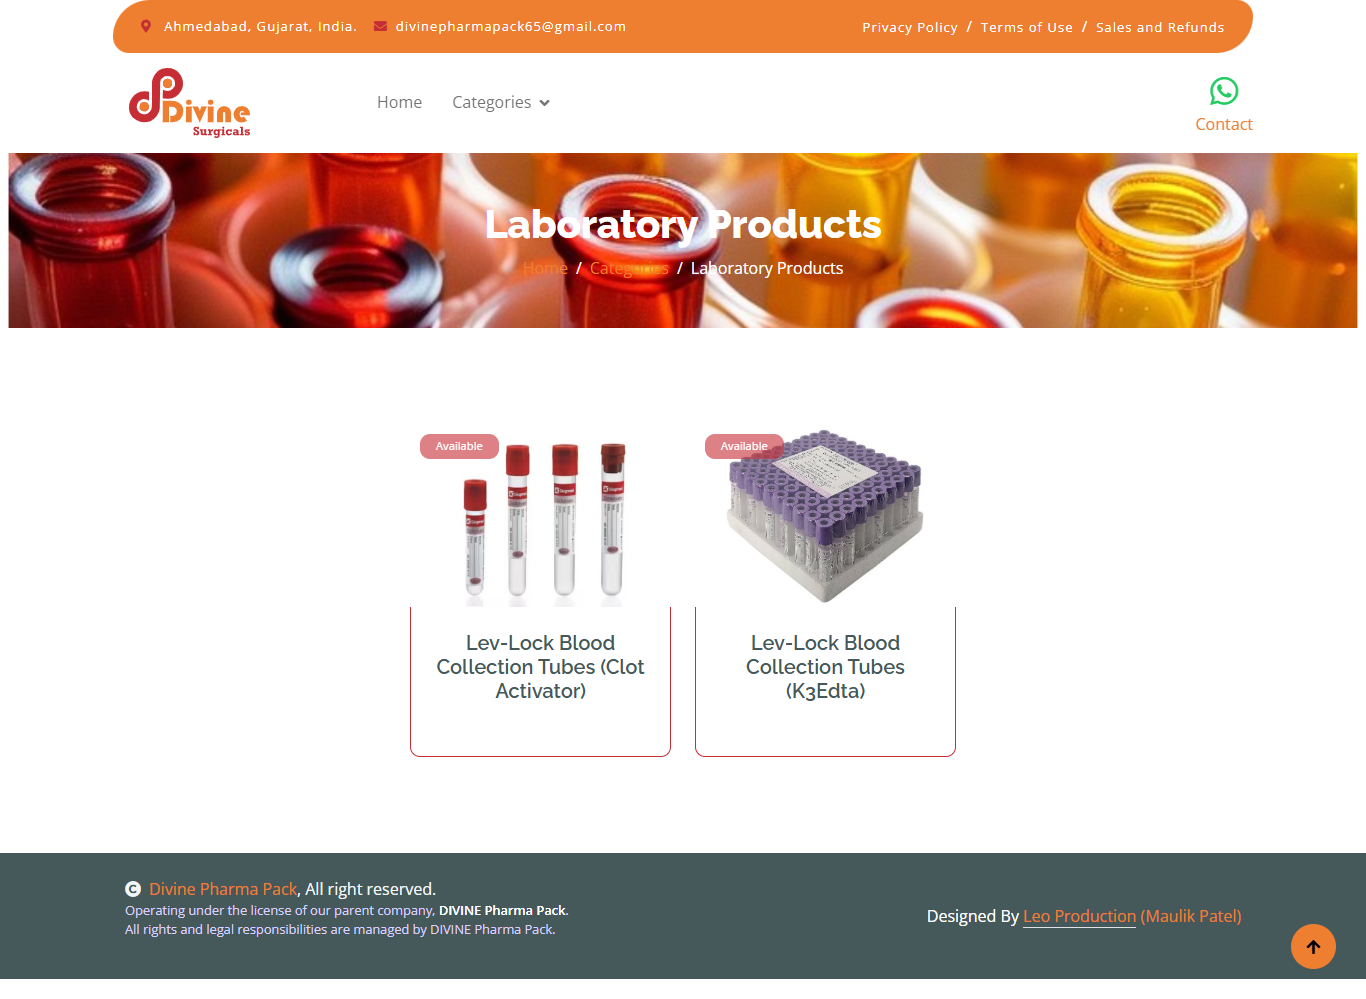 Ahmedabad, Gujarat, India. divinepharmapack65@gmail.com
Privacy Policy / Terms of Use / Sales and Refunds
Divine
Surgicals
Home Categories
Contact
Laboratory Products
Home / Categories / Laboratory Products
Available
Available
Lev-Lock Blood
Collection Tubes (Clot
Activator)
Lev-Lock Blood
Collection Tubes
(K3Edta)
Divine Pharma Pack, All right reserved.
Operating under the license of our parent company, DIVINE Pharma Pack.
All rights and legal responsibilities are managed by DIVINE Pharma Pack.
Designed By Leo Production (Maulik Patel)